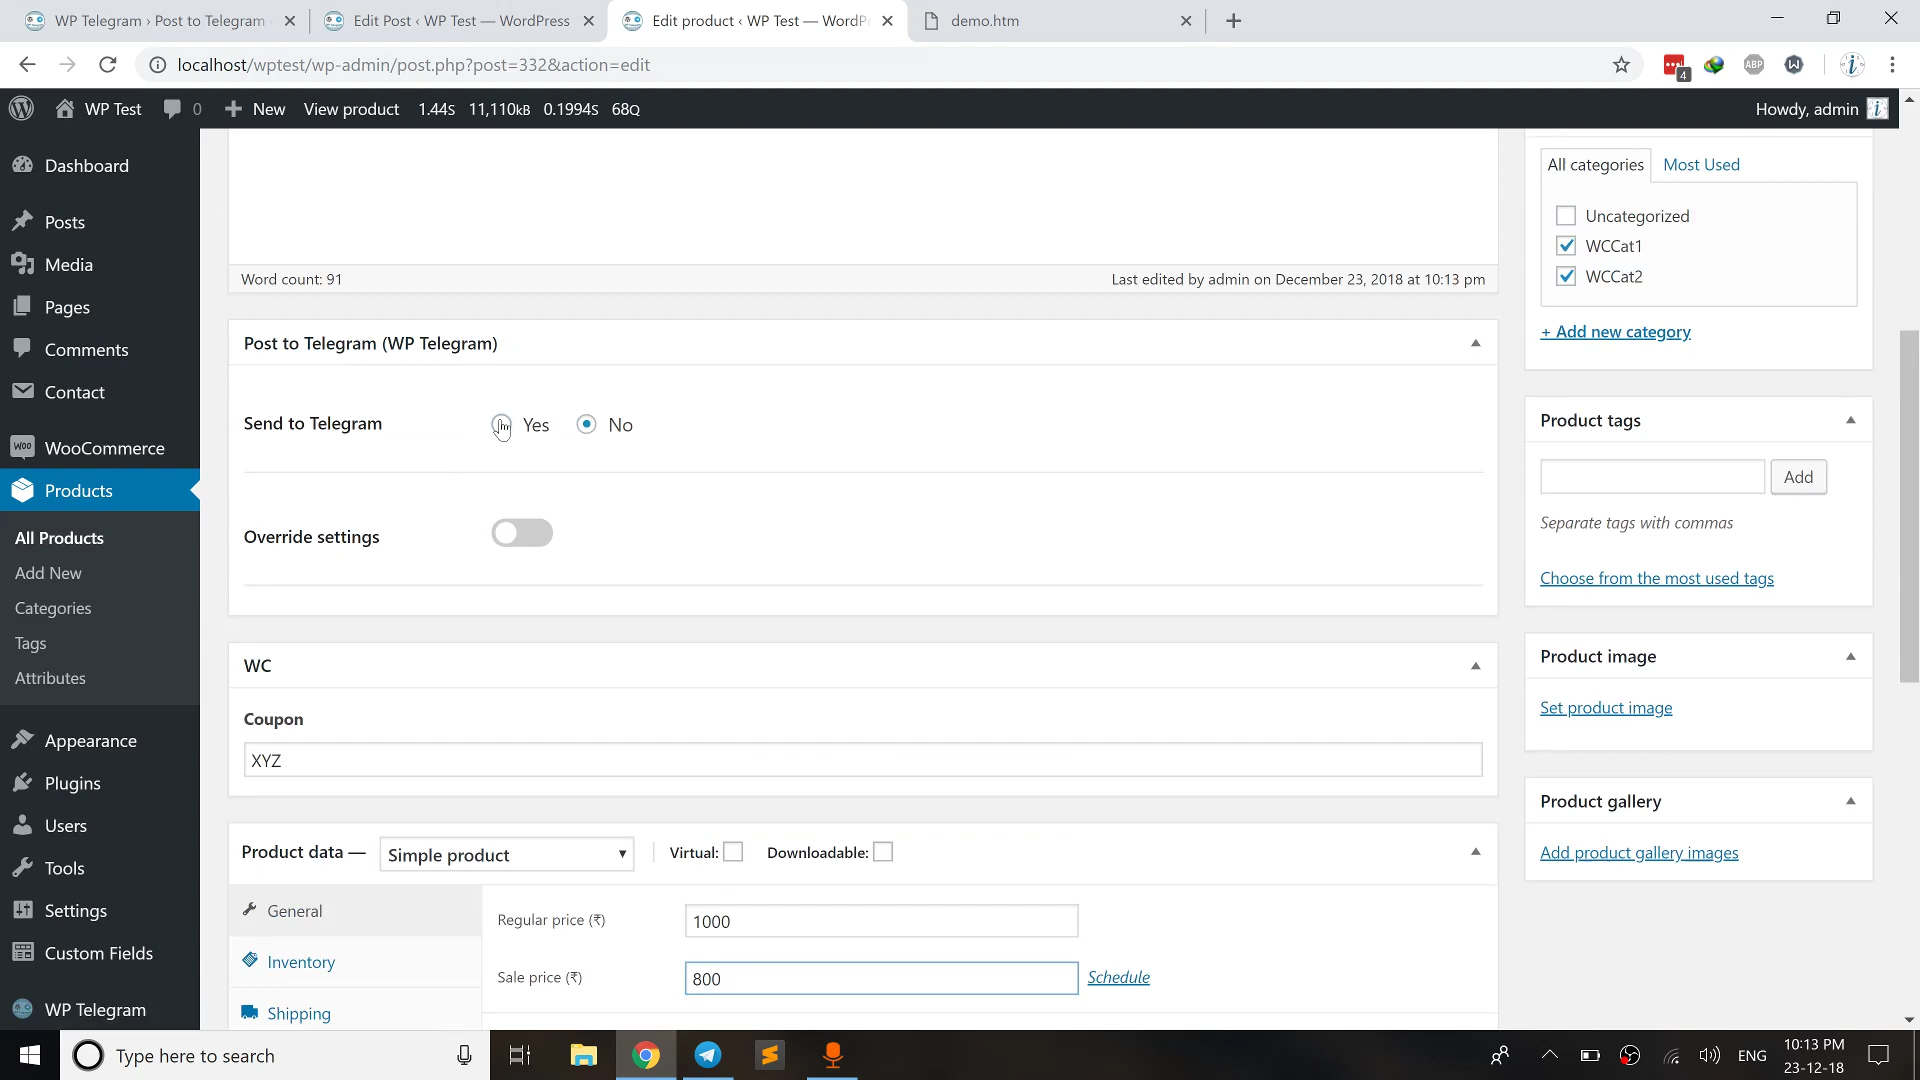 WP Telegram › Post to Telegram
Edit Post ‹ WP Test — WordPress
Edit product ‹ WP Test — WordP
demo.htm
localhost/wptest/wp-admin/post.php?post=332&action=edit
4
ABP
WP Test
0
New
View product
1.44S
11,110kB
0.1994S
68Q
Howdy, admin
Dashboard
Posts
Media
Pages
Comments
Contact
WooCommerce
Products
All Products
Add New
Categories
Tags
Attributes
Appearance
Plugins
Users
Tools
Settings
Custom Fields
WP Telegram
Word count: 91
Last edited by admin on December 23, 2018 at 10:13 pm
Post to Telegram (WP Telegram)
Send to Telegram
Yes
No
Override settings
WC
Coupon
XYZ
Product data —
Simple product
Virtual:
Downloadable:
General
Inventory
Shipping
Regular price (₹)
1000
Sale price (₹)
800
Schedule
All categories
Most Used
Uncategorized
WCCat1
WCCat2
+ Add new category
Product tags
Add
Separate tags with commas
Choose from the most used tags
Product image
Set product image
Product gallery
Add product gallery images
Type here to search
ENG
10:13 PM
23-12-18